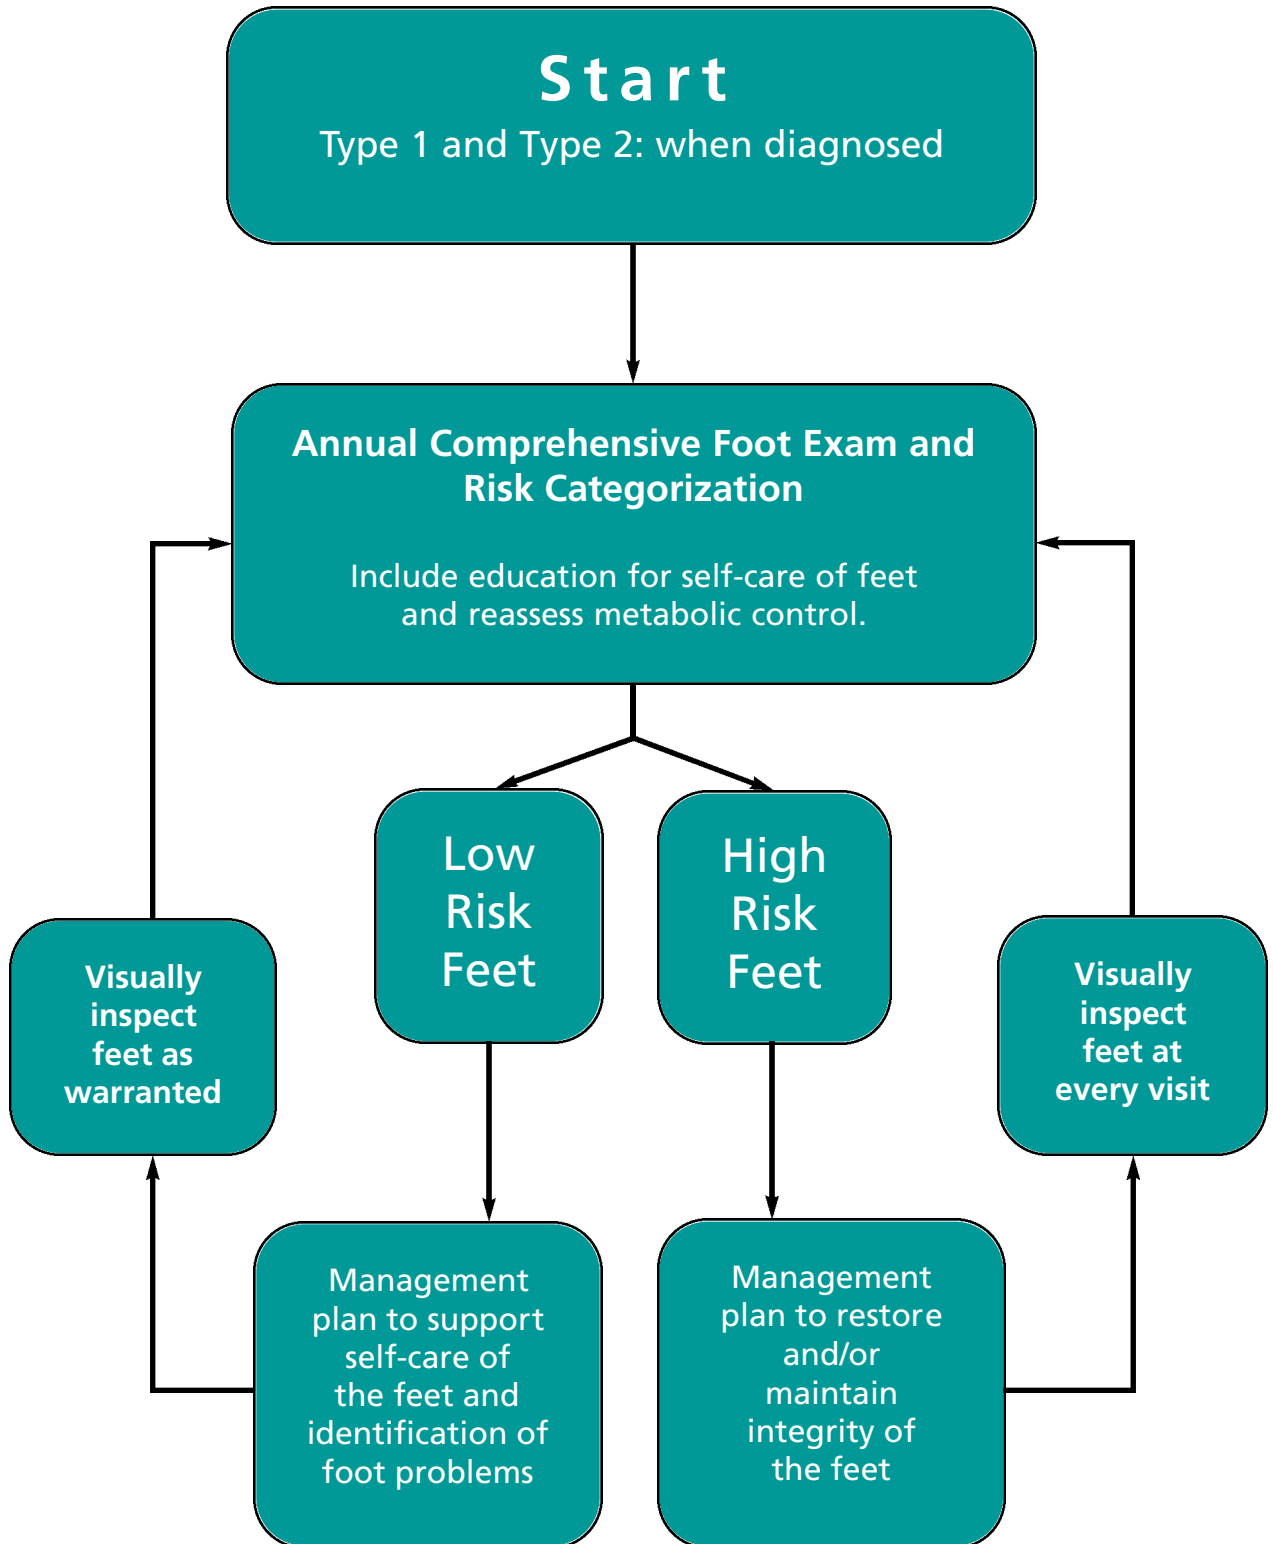 Start
Type 1 and Type 2: when diagnosed
Annual Comprehensive Foot Exam and
Risk Categorization
Include education for self-care of feet
and reassess metabolic control.
Low
Risk
Feet
High
Risk
Feet
Visually
inspect
feet as
warranted
Visually
inspect
feet at
every visit
Management
plan to support
self-care of
the feet and
identification of
foot problems
Management
plan to restore
and/or
maintain
integrity of
the feet